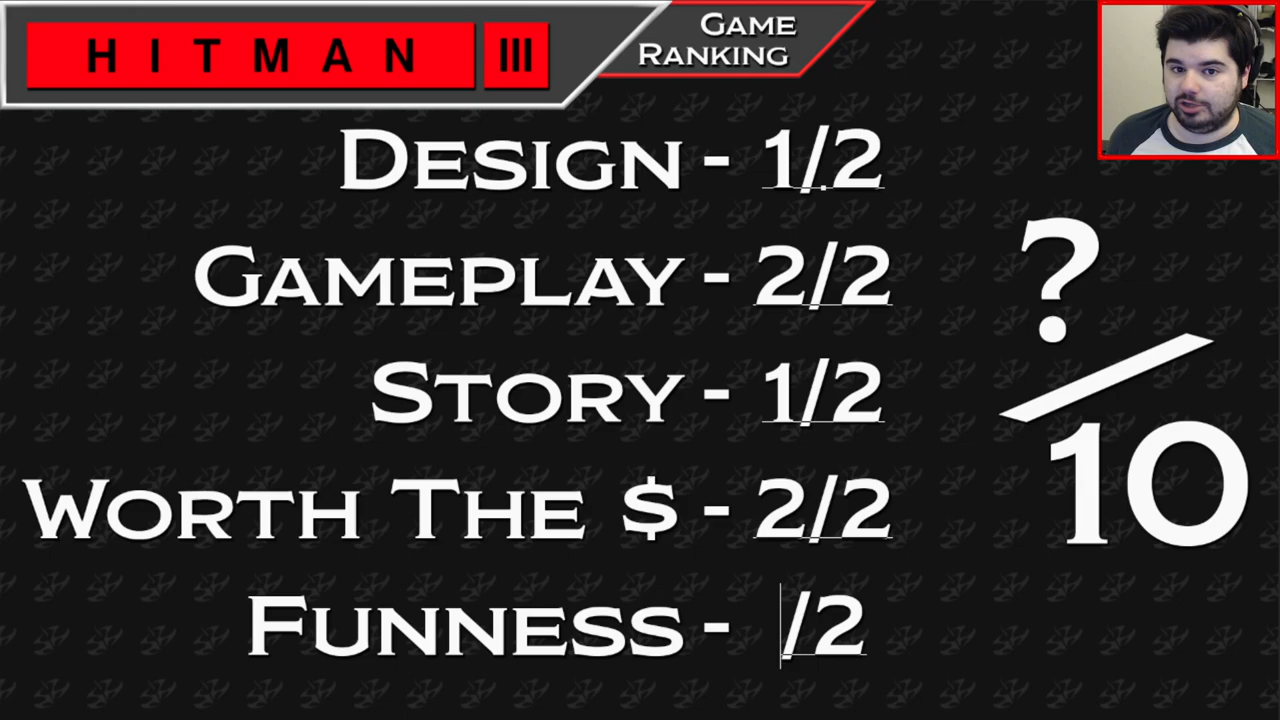 HITMAN III
GAME
RANKING
DESIGN - 1/2
GAMEPLAY - 2/2
STORY - 1/2
WORTH THE $ - 2/2
FUNNESS - /2
?
/
10